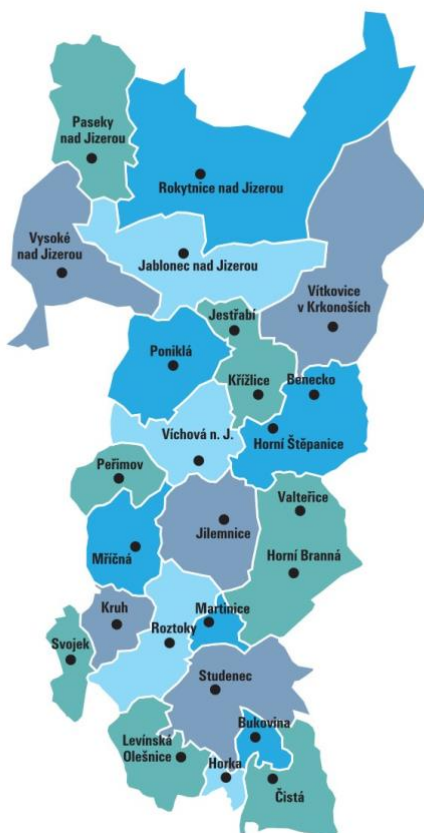 Paseky
nad Jizerou
Rokytnice nad Jizerou
Vysoké
nad Jizerou
Jablonec nad Jizerou
Vítkovice
v Krkonoších
Jestřabí
Poniklá
Křížlice
Benecko
Víchová n. J.
Horní Štěpanice
Peřimov
Valteřice
Jilemnice
Mříčná
Horní Branná
Kruh
Martinice
Svojek
Roztoky
Studenec
Bukovina
Levínská
Olešnice
Horka
Čistá